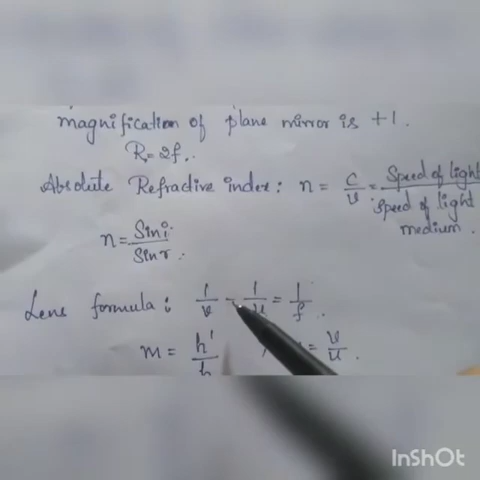 magnification of plane mirror is +1.
R = 2f.
Absolute Refractive index: n = c/v = Speed of light / Speed of light medium.
n = Sin i / Sin r
Lens formula: 1/v - 1/u = 1/f.
m = h'/h = v/u.
InShOt